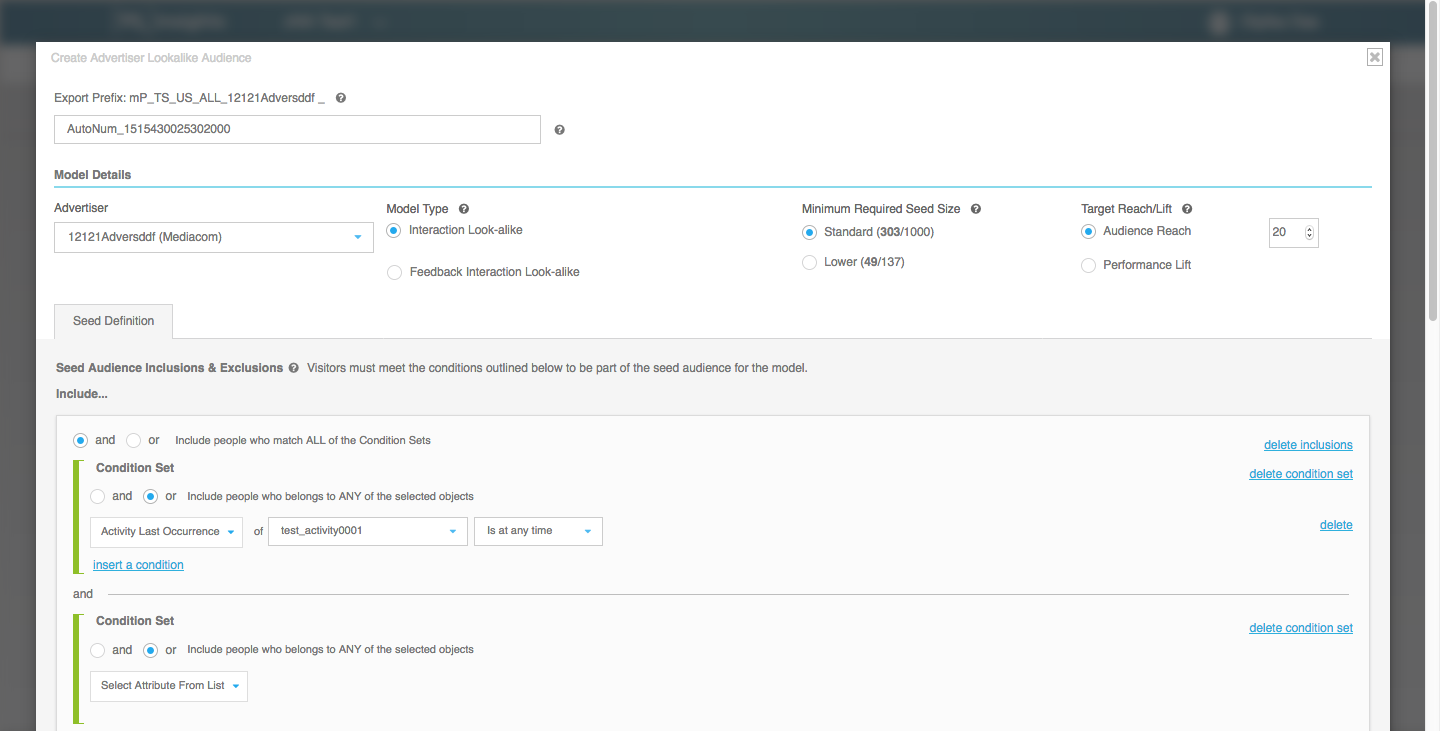 Create Advertiser Lookalike Audience
Export Prefix: mP_TS_US_ALL_12121Adversddf _
AutoNum_1515430025302000
Model Details
Advertiser
12121Adversddf (Mediacom)
Model Type
Interaction Look-alike
Feedback Interaction Look-alike
Minimum Required Seed Size
Standard (303/1000)
Lower (49/137)
Target Reach/Lift
Audience Reach
20
Performance Lift
Seed Definition
Seed Audience Inclusions & Exclusions Visitors must meet the conditions outlined below to be part of the seed audience for the model.
Include...
and or Include people who match ALL of the Condition Sets
delete inclusions
Condition Set
delete condition set
and or Include people who belongs to ANY of the selected objects
Activity Last Occurrence of test_activity0001 Is at any time
delete
insert a condition
and
Condition Set
delete condition set
and or Include people who belongs to ANY of the selected objects
Select Attribute From List